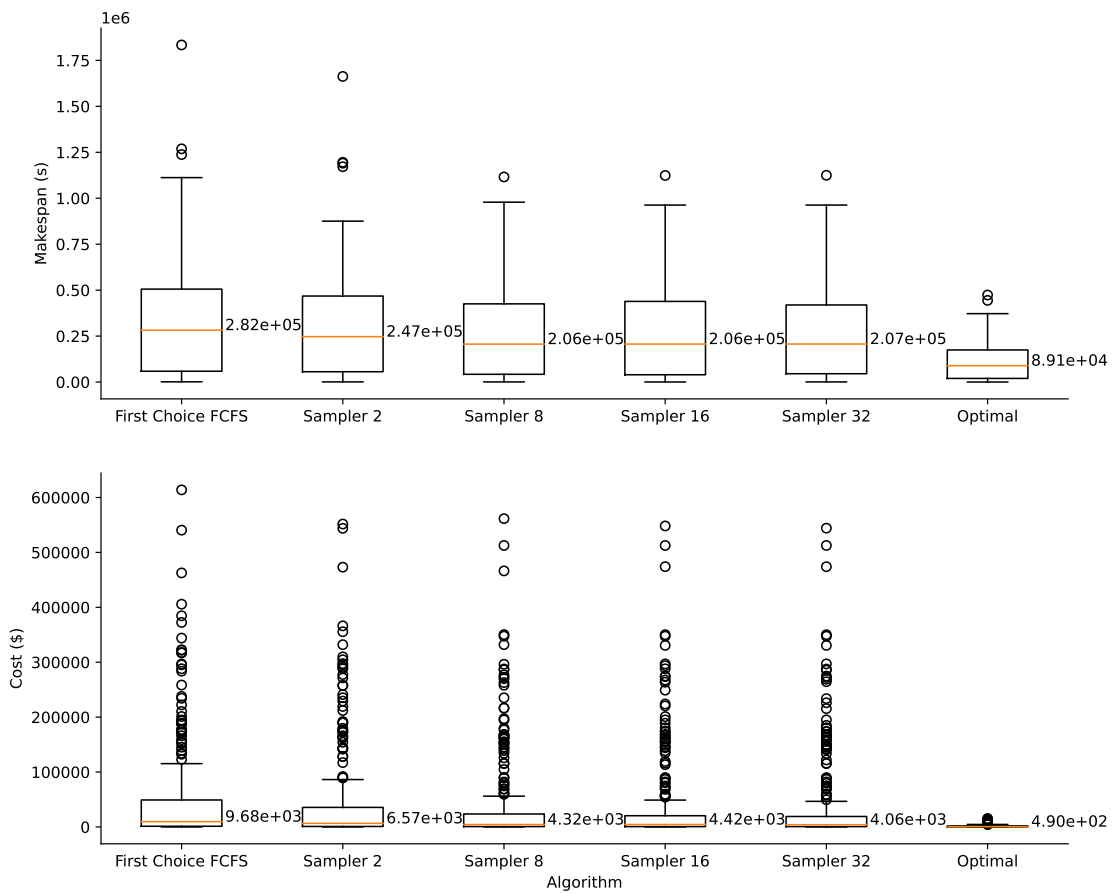 1e6
1.75
1.50
1.25
1.00
0.75
0.50
0.25
0.00
Makespan (s)
2.82e+05 2.47e+05 2.06e+05 2.06e+05 2.07e+05 8.91e+04
First Choice FCFS Sampler 2 Sampler 8 Sampler 16 Sampler 32 Optimal
600000
500000
400000
300000
200000
100000
0
Cost ($)
9.68e+03 6.57e+03 4.32e+03 4.42e+03 4.06e+03 4.90e+02
First Choice FCFS Sampler 2 Sampler 8 Sampler 16 Sampler 32 Optimal
Algorithm